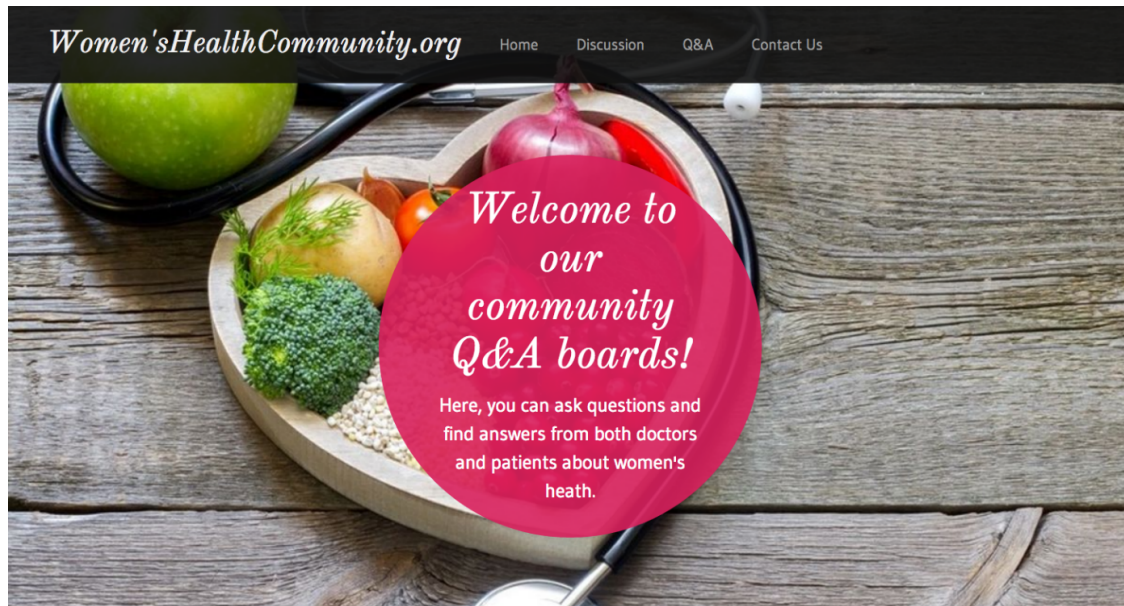 Women'sHealthCommunity.org Home Discussion Q&A Contact Us
Welcome to
our
community
Q&A boards!
Here, you can ask questions and
find answers from both doctors
and patients about women's
heath.